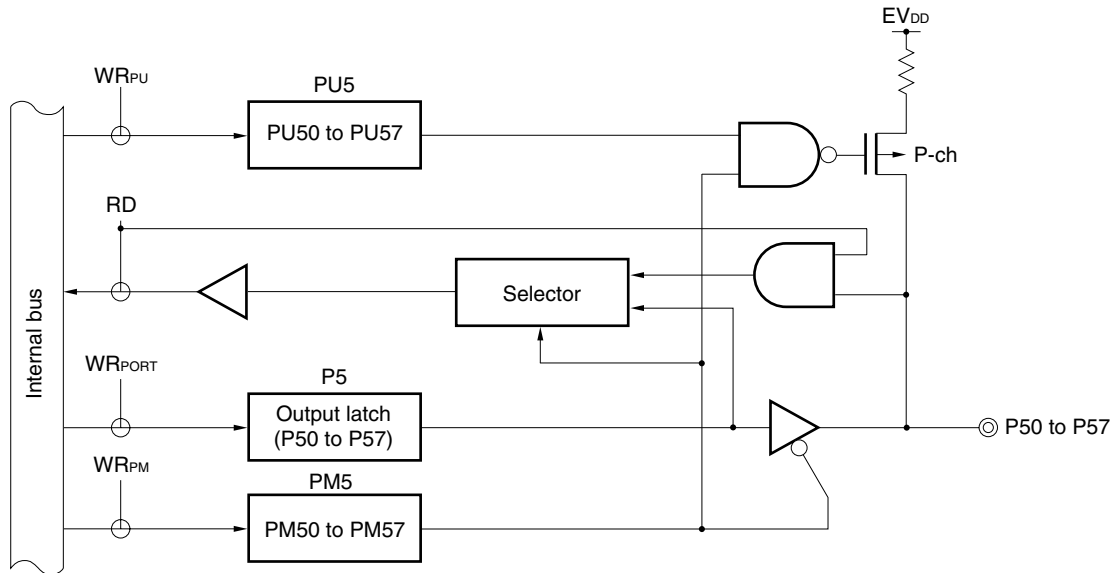 EVDD
WRPU
PU5
PU50 to PU57
P-ch
RD
Selector
Internal bus
WRPORT
P5
Output latch
(P50 to P57)
P50 to P57
WRPM
PM5
PM50 to PM57